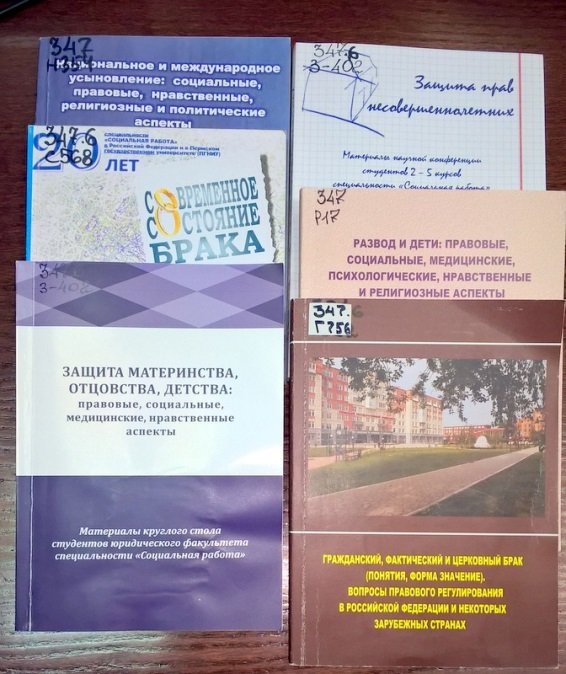 347
Национальное и международное
усыновление: социальные,
правовые, нравственные,
религиозные и политические
аспекты
347.6
З-402
Защита прав
несовершеннолетних
Материалы научной конференции
студентов 2 - 5 курсов
специальности «Социальная работа»
347.6
С568
20
ЛЕТ
СПЕЦИАЛЬНОСТИ
«СОЦИАЛЬНАЯ РАБОТА»
в Российской Федерации и в Пермском
государственном университете (ПГНИУ)
СОВРЕМЕННОЕ
СОСТОЯНИЕ
БРАКА
347
Р17
РАЗВОД И ДЕТИ: ПРАВОВЫЕ,
СОЦИАЛЬНЫЕ, МЕДИЦИНСКИЕ,
ПСИХОЛОГИЧЕСКИЕ, НРАВСТВЕННЫЕ
И РЕЛИГИОЗНЫЕ АСПЕКТЫ
З-402
ЗАЩИТА МАТЕРИНСТВА,
ОТЦОВСТВА, ДЕТСТВА:
правовые, социальные,
медицинские, нравственные
аспекты
Материалы круглого стола
студентов юридического факультета
специальности «Социальная работа»
347.6
Г756
ГРАЖДАНСКИЙ, ФАКТИЧЕСКИЙ И ЦЕРКОВНЫЙ БРАК
(ПОНЯТИЯ, ФОРМА ЗНАЧЕНИЕ).
ВОПРОСЫ ПРАВОВОГО РЕГУЛИРОВАНИЯ
В РОССИЙСКОЙ ФЕДЕРАЦИИ И НЕКОТОРЫХ
ЗАРУБЕЖНЫХ СТРАНАХ